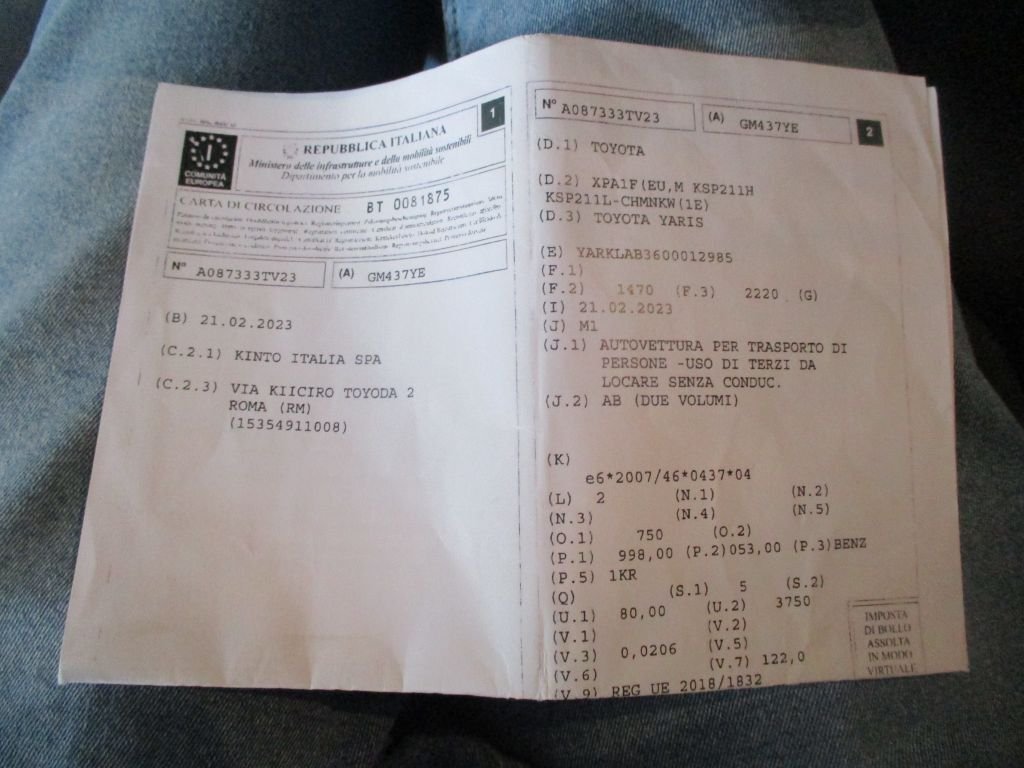 1
COMUNITÀ
EUROPEA
REPUBBLICA ITALIANA
Ministero delle infrastrutture e della mobilità sostenibili
Dipartimento per la mobilità sostenibile
CARTA DI CIRCOLAZIONE BT 0081875
N° A087333TV23 (A) GM437YE
(B) 21.02.2023
(C.2.1) KINTO ITALIA SPA
(C.2.3) VIA KIICIRO TOYODA 2
ROMA (RM)
(15354911008)
N° A087333TV23 (A) GM437YE 2
(D.1) TOYOTA
(D.2) XPA1F(EU,M KSP211H
KSP211L-CHMNKW(1E)
(D.3) TOYOTA YARIS
(E) YARKLAB3600012985
(F.1)
(F.2) 1470 (F.3) 2220 (G)
(I) 21.02.2023
(J) M1
(J.1) AUTOVETTURA PER TRASPORTO DI
PERSONE -USO DI TERZI DA
LOCARE SENZA CONDUC.
(J.2) AB (DUE VOLUMI)
(K)
e6*2007/46*0437*04
(L) 2 (N.1) (N.2)
(N.3) (N.4) (N.5)
(O.1) 750 (O.2)
(P.1) 998,00 (P.2)053,00 (P.3)BENZ
(P.5) 1KR
(Q) (S.1) 5 (S.2)
(U.1) 80,00 (U.2) 3750
(V.1) (V.2)
(V.3) 0,0206 (V.5)
(V.6) (V.7) 122,0
(V.9) REG UE 2018/1832
IMPOSTA
DI BOLLO
ASSOLTA
IN MODO
VIRTUALE